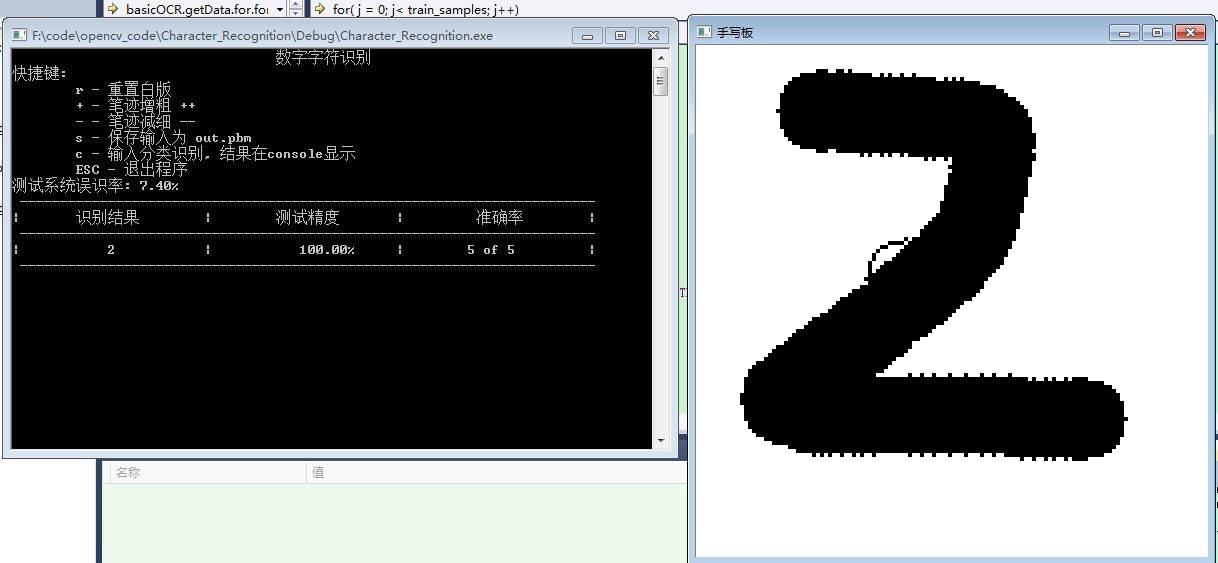 basicOCR.getData.for.for
for( j = 0; j< train_samples; j++)
F:\code\opencv_code\Character_Recognition\Debug\Character_Recognition.exe
数字字符识别
快捷键:
r - 重置白版
+ - 笔迹增粗 ++
- - 笔迹减细 --
s - 保存输入为 out.pbm
c - 输入分类识别, 结果在console显示
ESC - 退出程序
测试系统误识率: 7.40%
识别结果 ¦ 测试精度 ¦ 准确率
2 ¦ 100.00% ¦ 5 of 5
名称 值
手写板
2